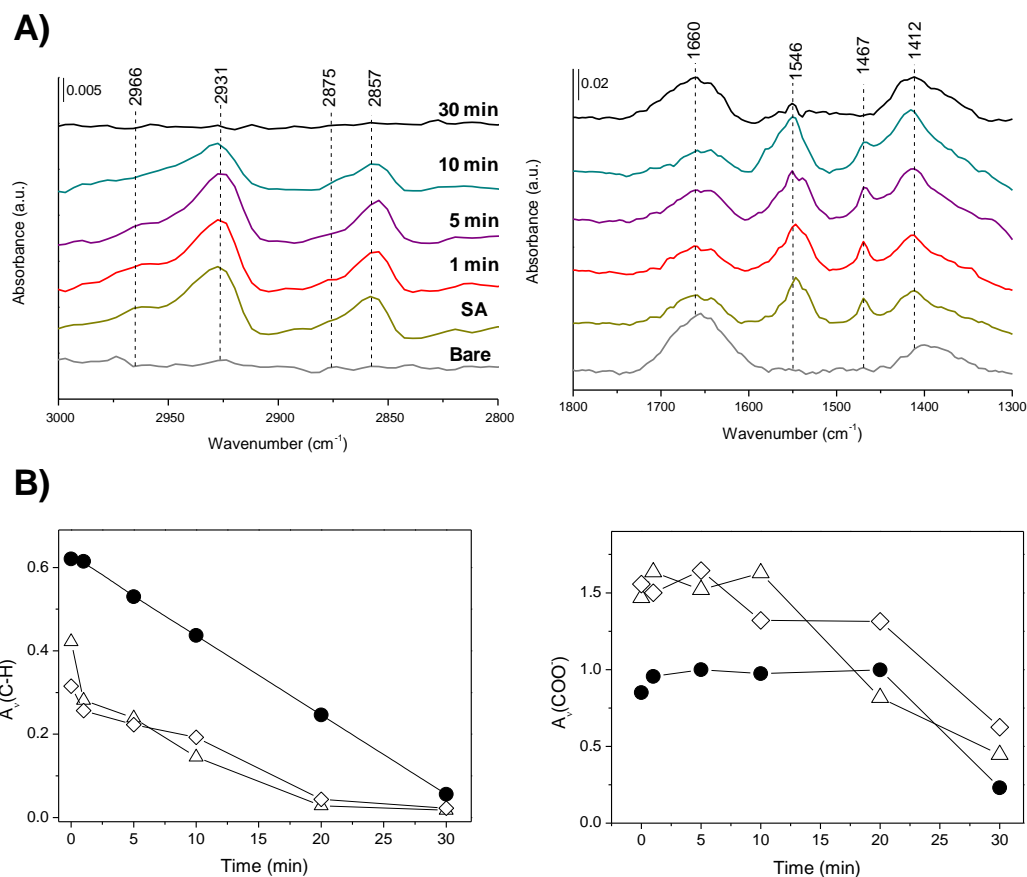 A)
0.005
2966
2931
2875
2857
30 min
10 min
5 min
1 min
SA
Bare
Absorbance (a.u.)
3000 2950 2900 2850 2800
Wavenumber (cm⁻¹)
0.02
1660
1546
1467
1412
Absorbance (a.u.)
1800 1700 1600 1500 1400 1300
Wavenumber (cm⁻¹)
B)
0.6
0.4
0.2
0.0
Aᵥ(C-H)
0 5 10 15 20 25 30
Time (min)
1.5
1.0
0.5
0.0
Aᵥ(COO⁻)
0 5 10 15 20 25 30
Time (min)